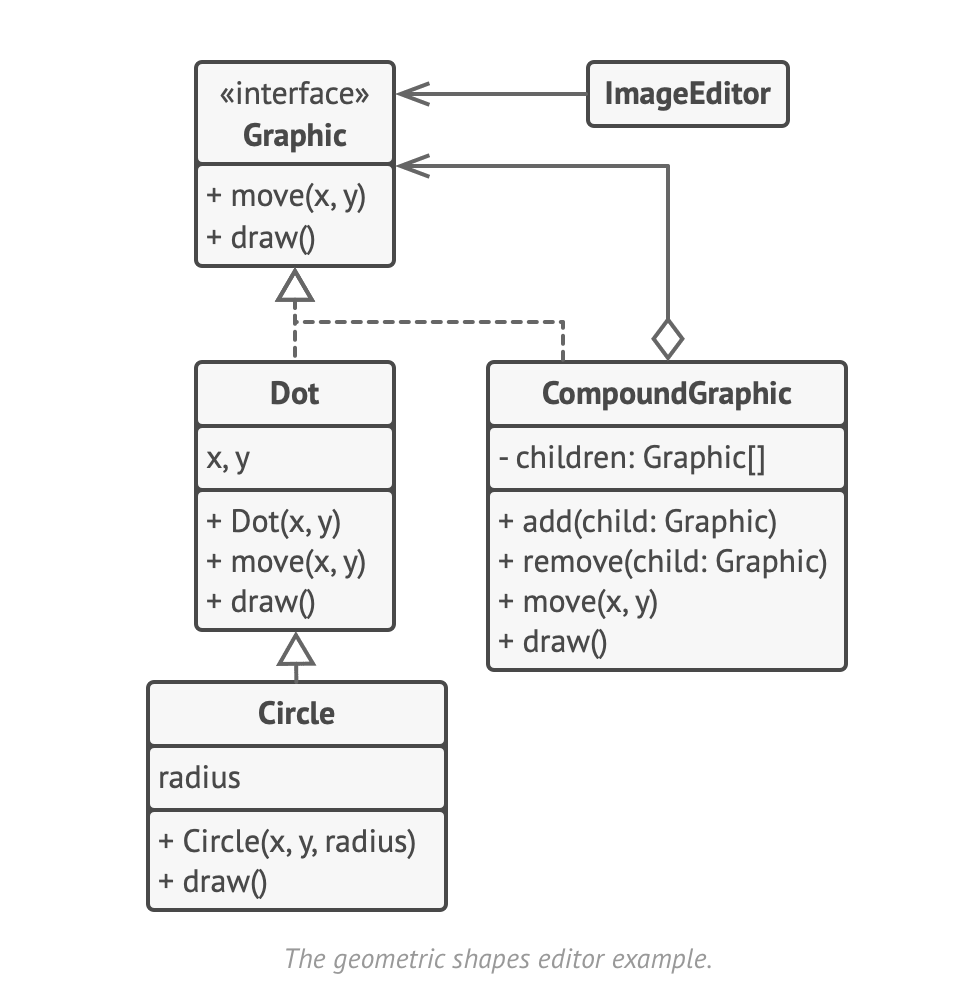 «interface»
Graphic
+ move(x, y)
+ draw()
ImageEditor
Dot
x, y
+ Dot(x, y)
+ move(x, y)
+ draw()
CompoundGraphic
- children: Graphic[]
+ add(child: Graphic)
+ remove(child: Graphic)
+ move(x, y)
+ draw()
Circle
radius
+ Circle(x, y, radius)
+ draw()
The geometric shapes editor example.